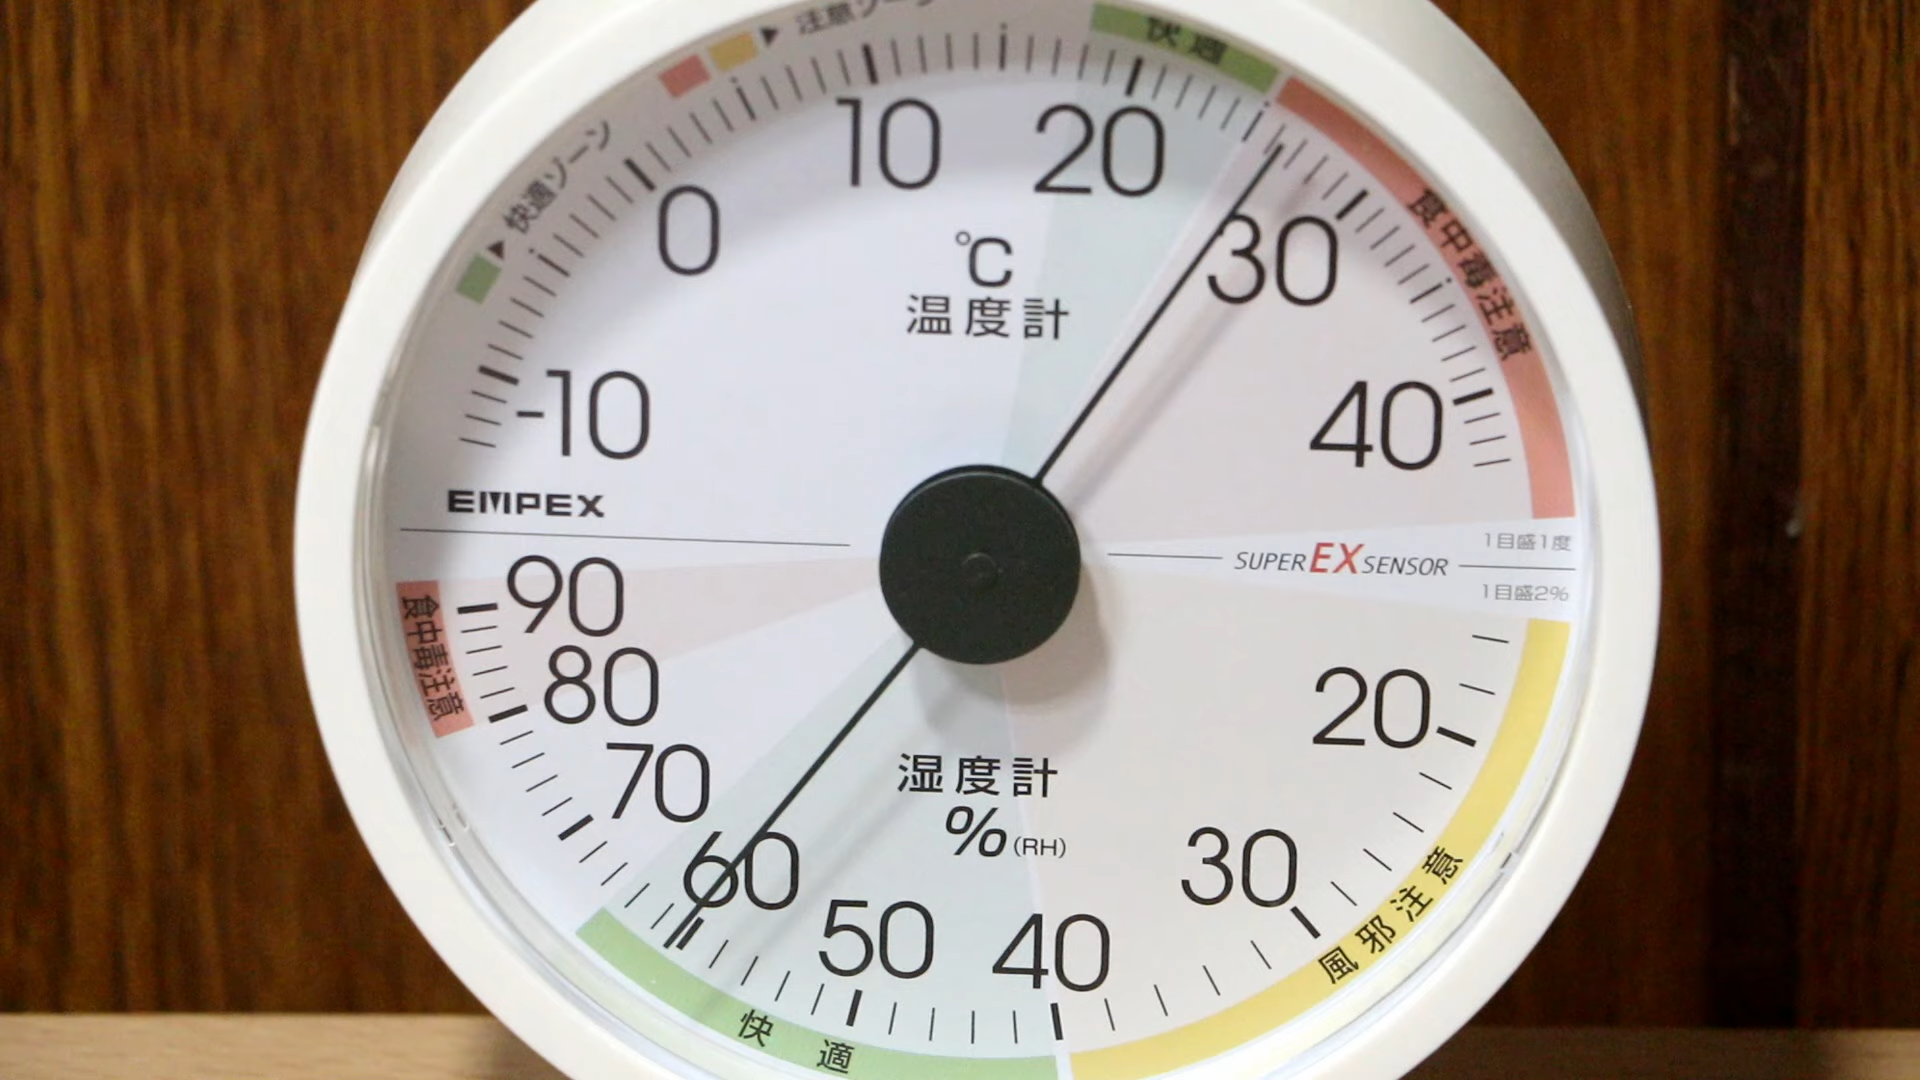 注意ゾーン
快適
快適ゾーン
10
20
0
30
℃
温度計
食中毒注意
-10
40
EMPEX
1目盛1度
SUPER EX SENSOR
1目盛2%
90
食中毒注意
80
20
70
湿度計
% (RH)
60
30
50
40
風邪注意
快適